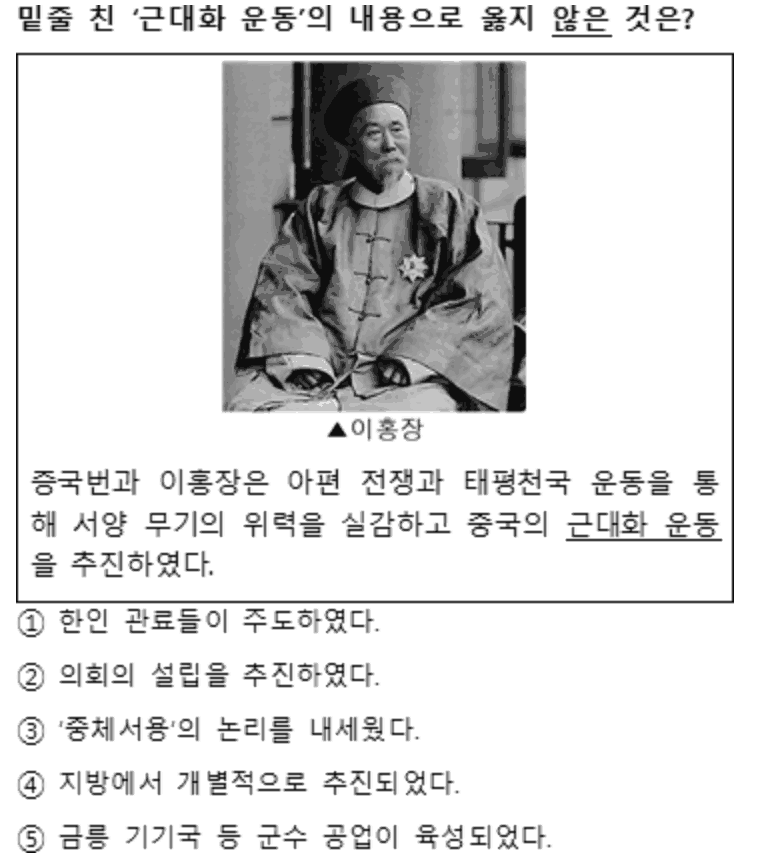 밑줄 친 '근대화 운동'의 내용으로 옳지 않은 것은?
▲이홍장
증국번과 이홍장은 아편 전쟁과 태평천국 운동을 통
해 서양 무기의 위력을 실감하고 중국의 근대화 운동
을 추진하였다.
① 한인 관료들이 주도하였다.
② 의회의 설립을 추진하였다.
③ '중체서용'의 논리를 내세웠다.
④ 지방에서 개별적으로 추진되었다.
⑤ 금릉 기기국 등 군수 공업이 육성되었다.